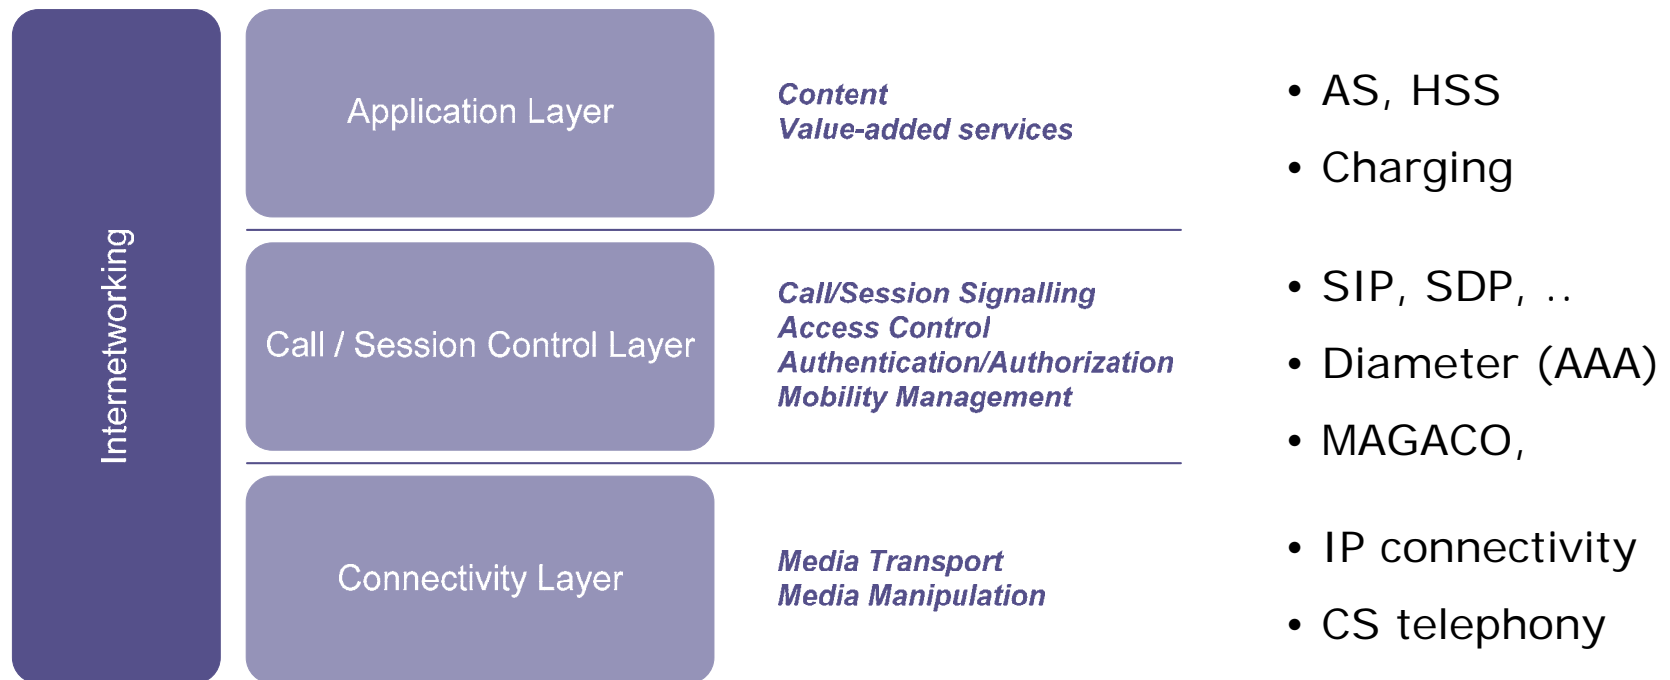 Internetworking
Application Layer
Content
Value-added services
• AS, HSS
• Charging
Call / Session Control Layer
Call/Session Signalling
Access Control
Authentication/Authorization
Mobility Management
• SIP, SDP, ..
• Diameter (AAA)
• MAGACO,
Connectivity Layer
Media Transport
Media Manipulation
• IP connectivity
• CS telephony